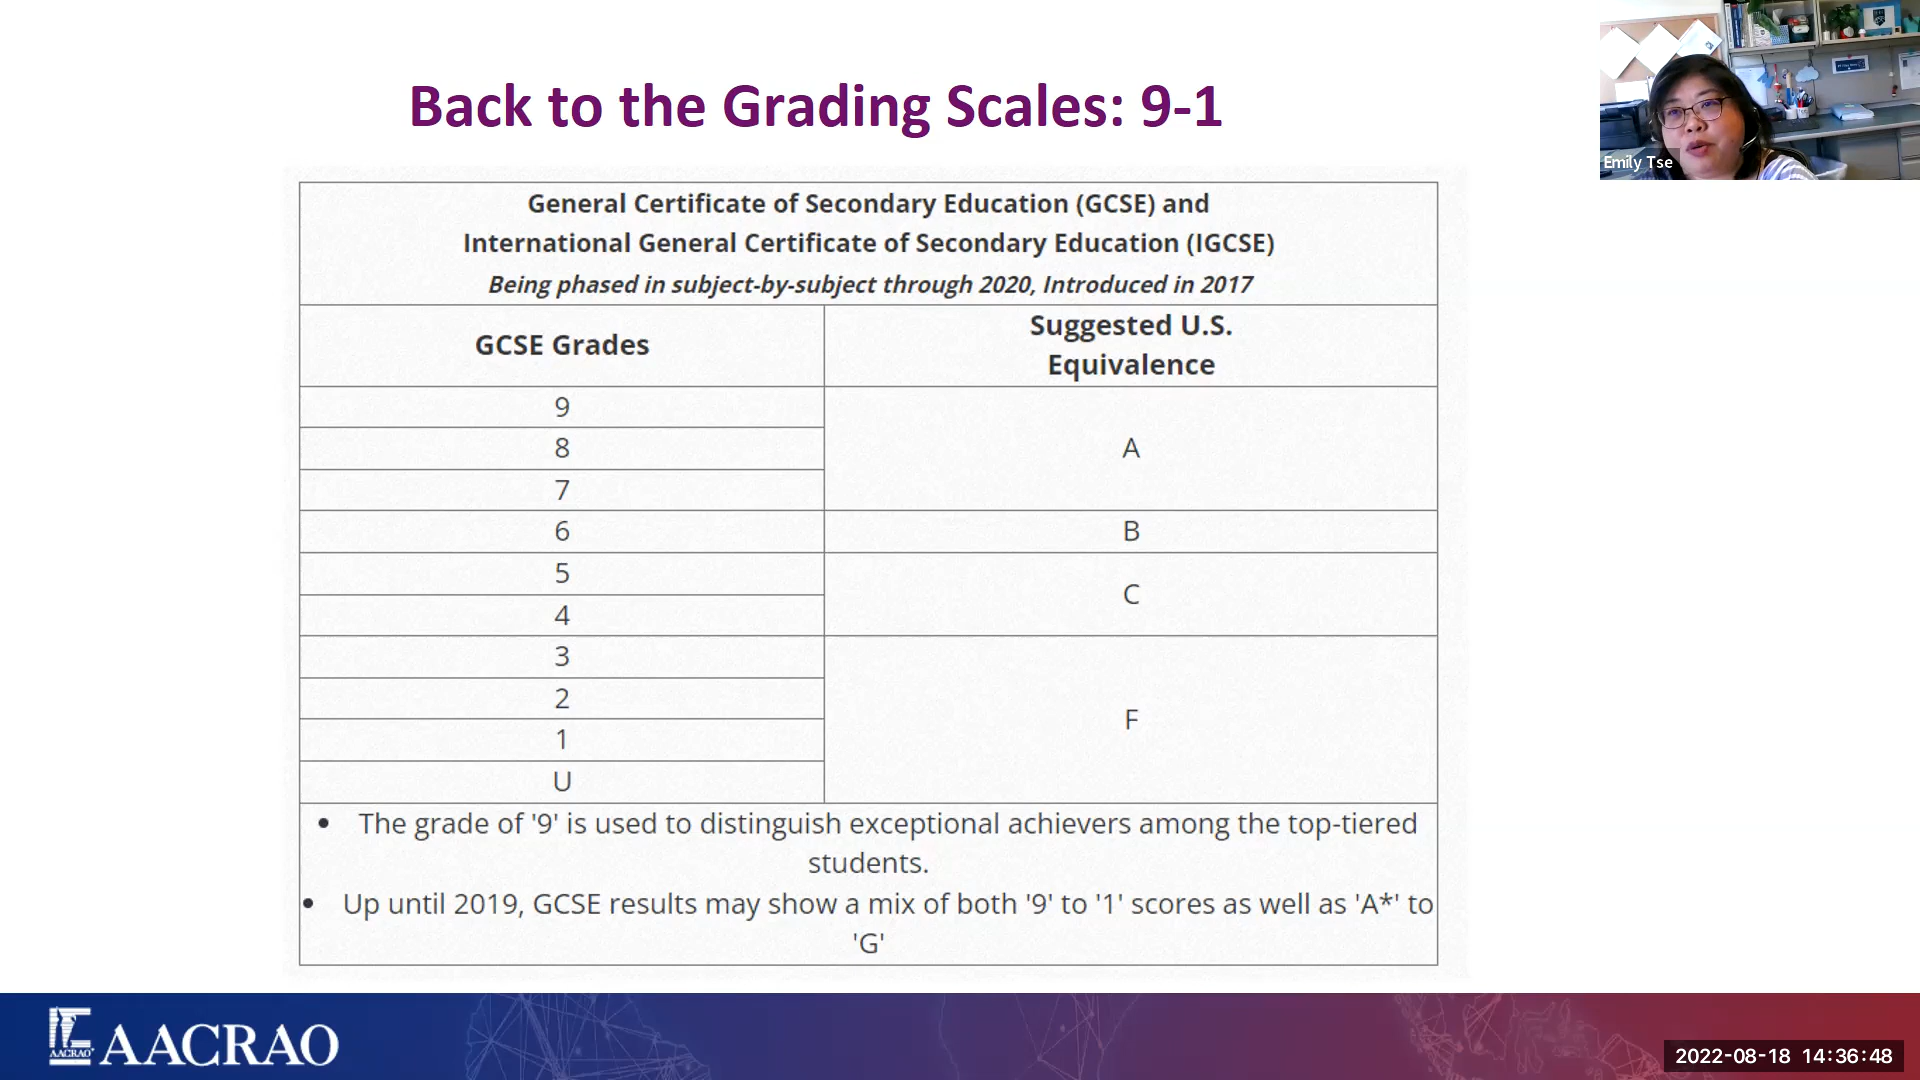 Back to the Grading Scales: 9-1
Emily Tse
General Certificate of Secondary Education (GCSE) and
International General Certificate of Secondary Education (IGCSE)
Being phased in subject-by-subject through 2020, Introduced in 2017
GCSE Grades
Suggested U.S.
Equivalence
9
8
7
A
6
B
5
4
C
3
2
1
U
F
• The grade of '9' is used to distinguish exceptional achievers among the top-tiered
students.
• Up until 2019, GCSE results may show a mix of both '9' to '1' scores as well as 'A*' to
'G'
AACRAO
AACRAO
2022-08-18 14:36:48